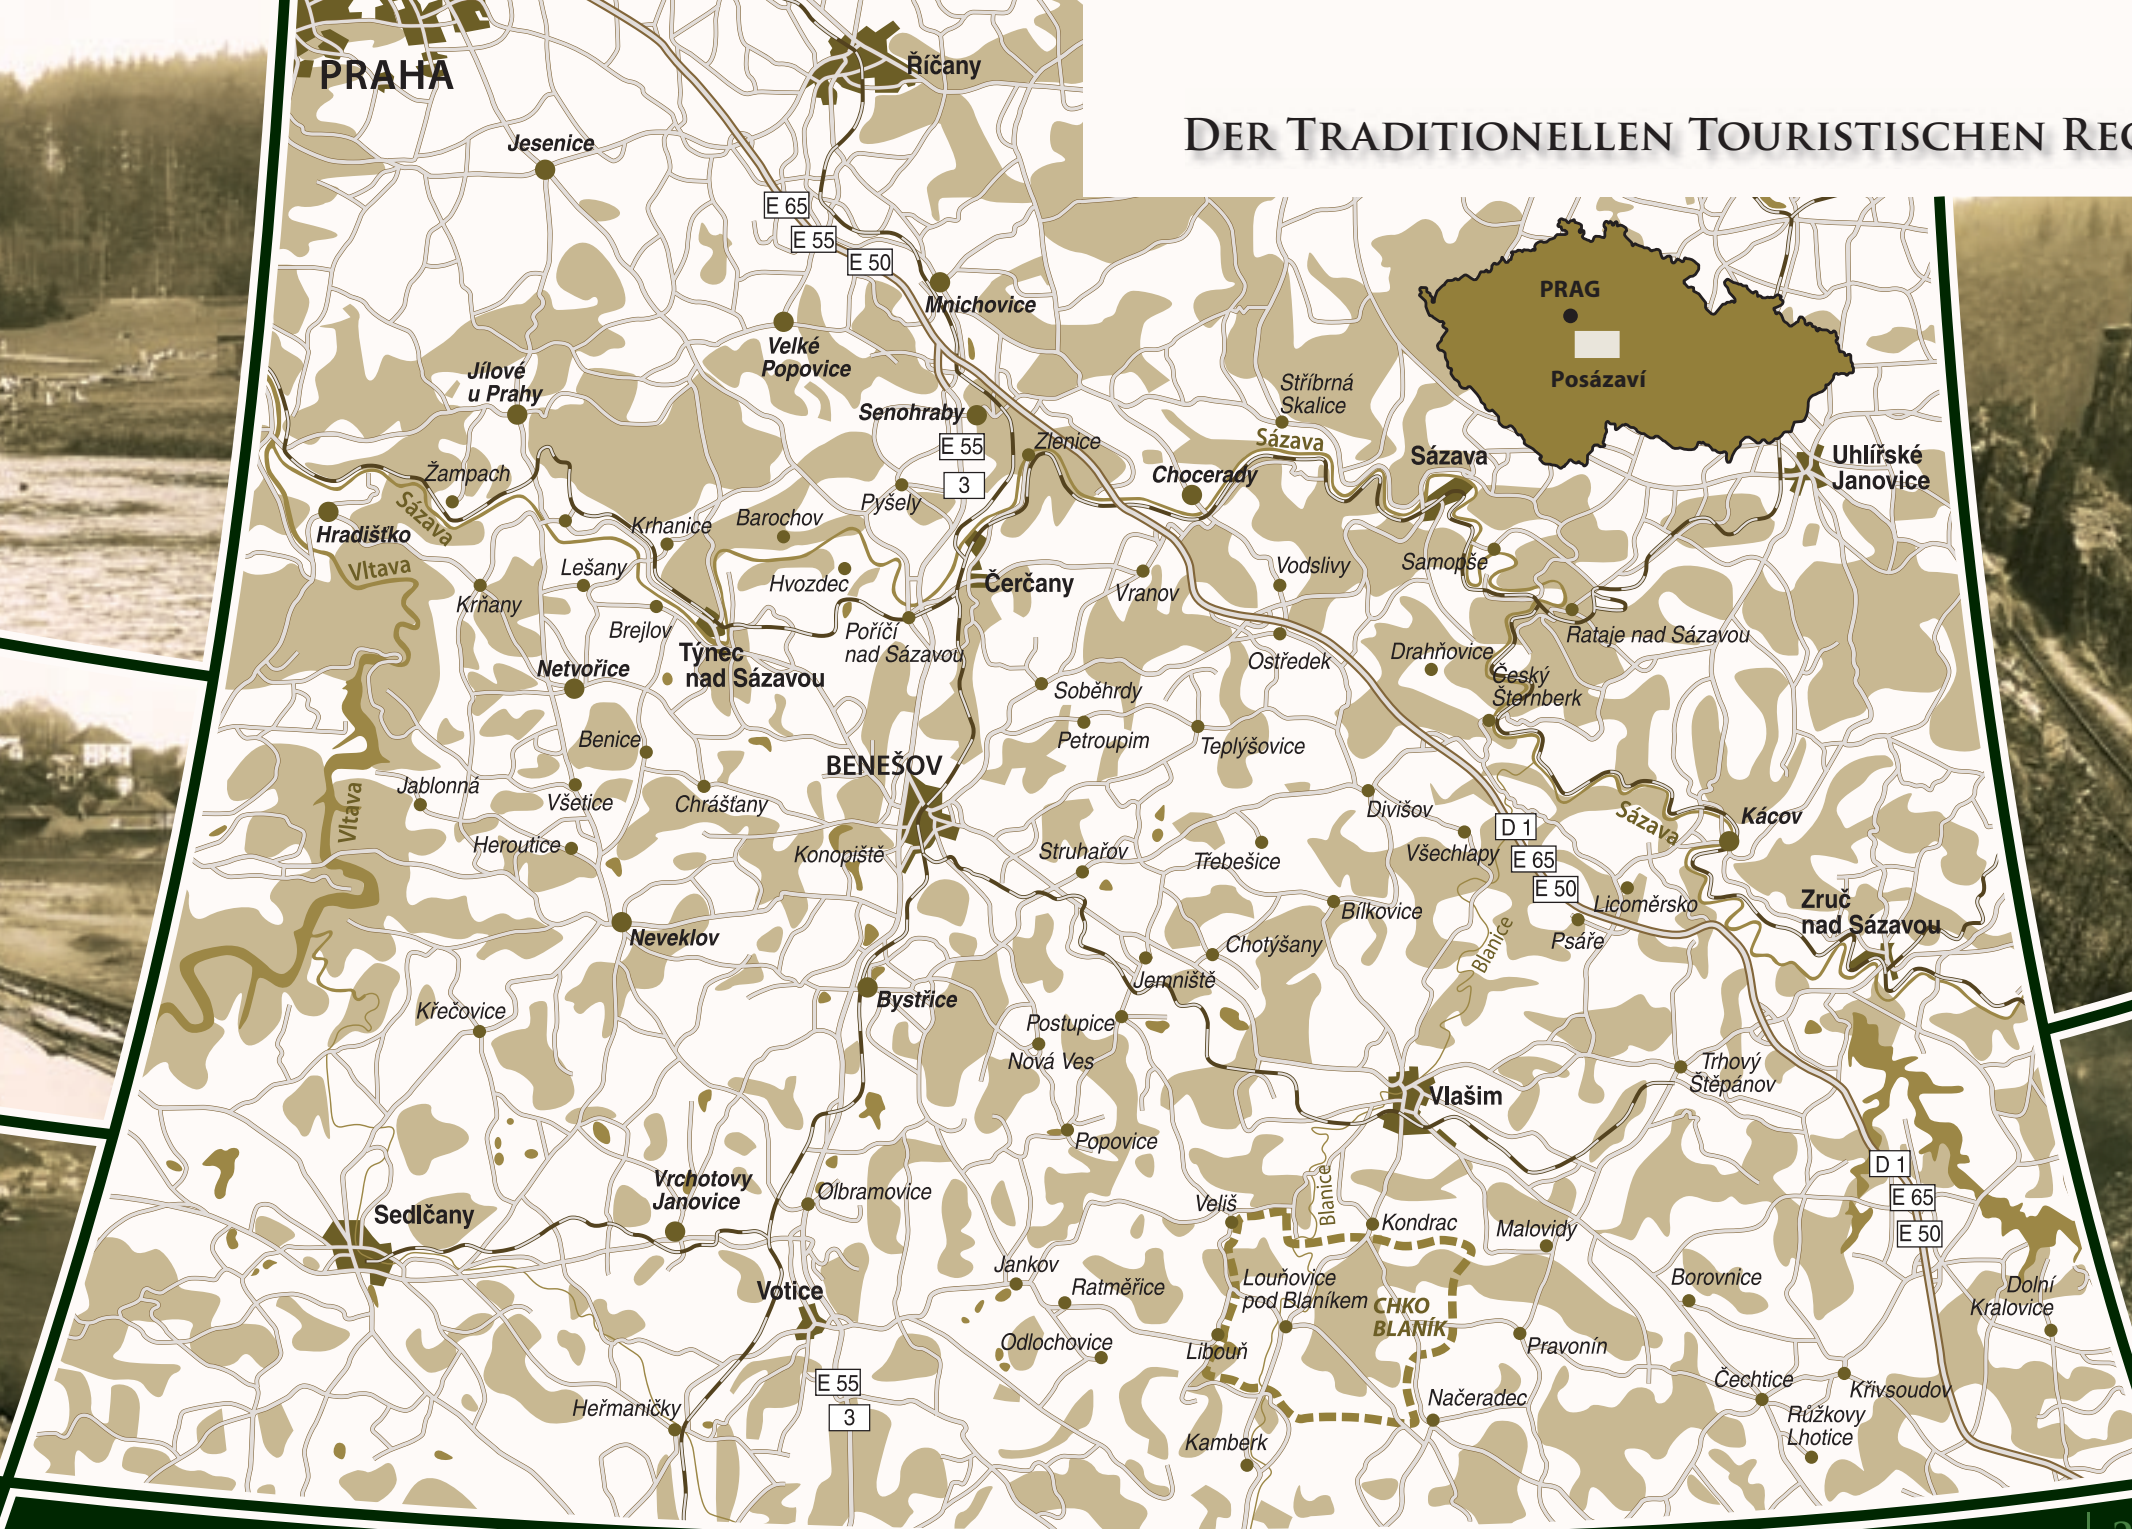 PRAHA
Říčany
DER TRADITIONELLEN TOURISTISCHEN
Jesenice
E 65
E 55
E 50
Mnichovice
PRAG
Posázaví
Velké
Popovice
Jílové
u Prahy
Senohraby
Stříbrná
Skalice
Sázava
E 55
3
Zlenice
Chocerady
Sázava
Uhlířské
Janovice
Žampach
Sázava
Pyšely
Hradištko
Krhanice
Barochov
Vltava
Lešany
Hvozdec
Čerčany
Vranov
Vodslivy
Samopše
Krňany
Brejlov
Poříčí
nad Sázavou
Rataje nad Sázavou
Týnec
nad Sázavou
Netvořice
Ostředek
Drahňovice
Český
Šternberk
Soběhrdy
Petroupim
Teplýšovice
Benice
BENEŠOV
Jablonná
Všetice
Chrášťany
Vltava
Divišov
Sázava
Kácov
D 1
E 65
E 50
Heroutice
Konopiště
Struhařov
Třebešice
Všechlapy
Licoměrsko
Zruč
nad Sázavou
Neveklov
Bílkovice
Psáře
Chotýšany
Blanice
Jemniště
Bystřice
Křečovice
Postupice
Nová Ves
Trhový
Štěpánov
Vlašim
Popovice
D 1
E 65
E 50
Vrchotovy
Janovice
Olbramovice
Sedlčany
Veliš
Blanice
Kondrac
Malovidy
Jankov
Ratměřice
Louňovice
pod Blaníkem
CHKO
BLANÍK
Borovnice
Dolní
Kralovice
Votice
Odlochovice
Libouň
Pravonín
E 55
3
Heřmaničky
Čechtice
Křivsoudov
Načeradec
Růžkovy
Lhotice
Kamberk